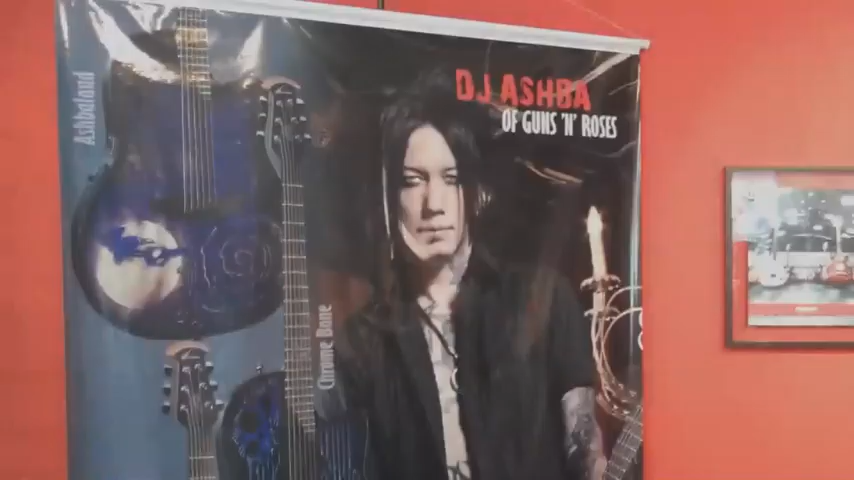 Ashbaland
DJ ASHBA
OF GUNS 'N' ROSES
Chrome Bone